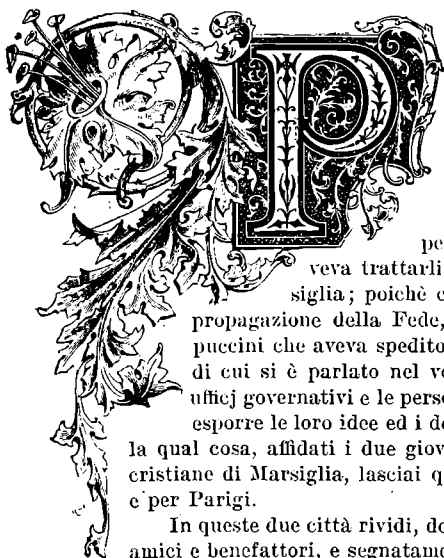 P
pe
veva trattarli
siglia; poichè c
propagazione della Fede,
puccini che aveva spedito
di cui si è parlato nel vo
ufficj governativi e le perso
esporre le loro idee ed i de
la qual cosa, affidati i due giov
cristiane di Marsiglia, lasciai q
e per Parigi.
In queste due città rividi, do
amici e benefattori, e segnatame